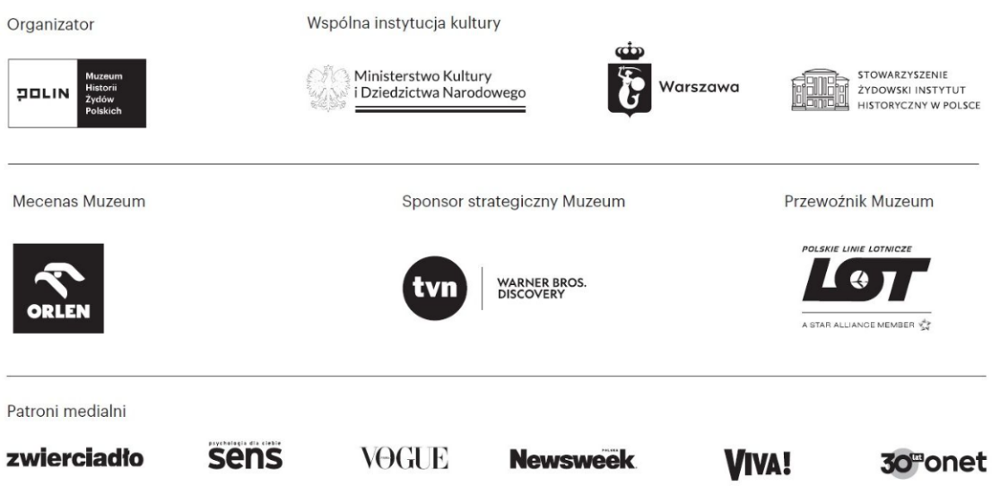 Organizator
Wspólna instytucja kultury
POLIN
Muzeum
Historii
Żydów
Polskich
Ministerstwo Kultury
i Dziedzictwa Narodowego
Warszawa
STOWARZYSZENIE
ŻYDOWSKI INSTYTUT
HISTORYCZNY W POLSCE
Mecenas Muzeum
Sponsor strategiczny Muzeum
Przewoźnik Muzeum
ORLEN
tvn
WARNER BROS.
DISCOVERY
POLSKIE LINIE LOTNICZE
LOT
A STAR ALLIANCE MEMBER
Patroni medialni
zwierciadło
psychologia dla ciebie
sens
VOGUE
POLSKA
Newsweek
VIVA!
30 lat onet